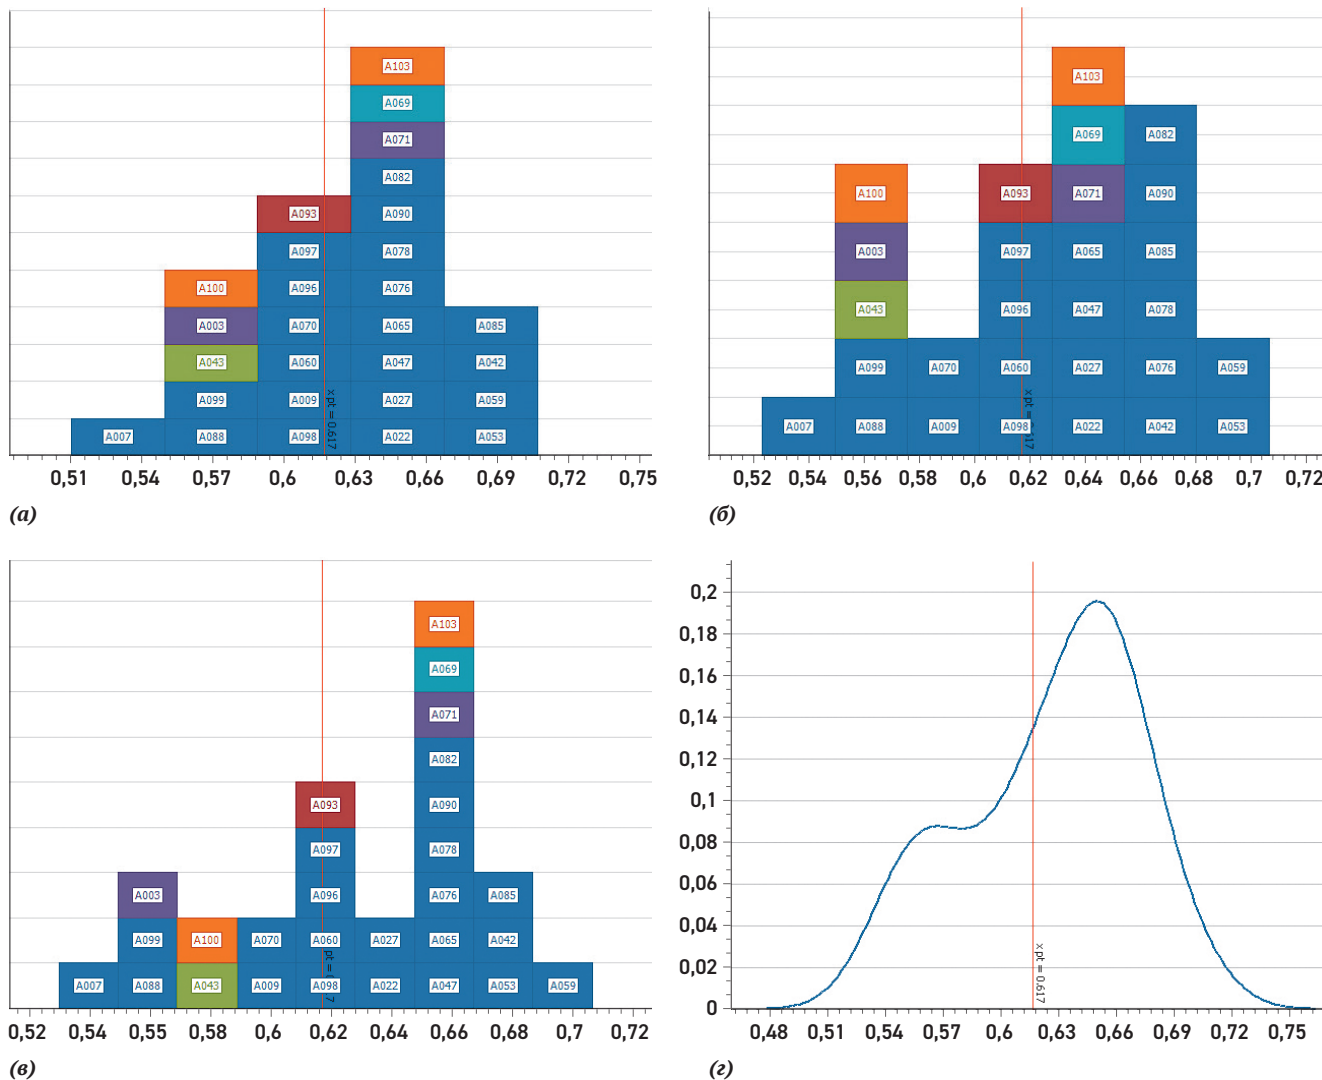 A103
A069
A071
A082
A093 A090
A097 A078
A100 A096 A076
A003 A070 A065 A085
A043 A060 A047 A042
A099 A009 A027 A059
A007 A088 A098 A022 A053
x pt = 0.617
0,51 0,54 0,57 0,6 0,63 0,66 0,69 0,72 0,75
(а)
A103
A069 A082
A100 A093 A071 A090
A003 A097 A065 A085
A043 A096 A047 A078
A099 A070 A060 A027 A076 A059
A007 A088 A009 A098 A022 A042 A053
0,52 0,54 0,56 0,58 0,6 0,62 0,64 0,66 0,68 0,7 0,72
(б)
A103
A069
A071
A082
A093 A090
A097 A078
A003 A096 A076 A085
A099 A100 A070 A060 A027 A065 A042
A007 A088 A043 A009 A098 A022 A047 A053 A059
0,52 0,54 0,55 0,58 0,6 0,62 0,64 0,66 0,68 0,7 0,72
(в)
0,2
0,18
0,16
0,14
0,12
0,1
0,08
0,06
0,04
0,02
0
x pt = 0.617
0,48 0,51 0,54 0,57 0,6 0,63 0,66 0,69 0,72 0,75
(г)